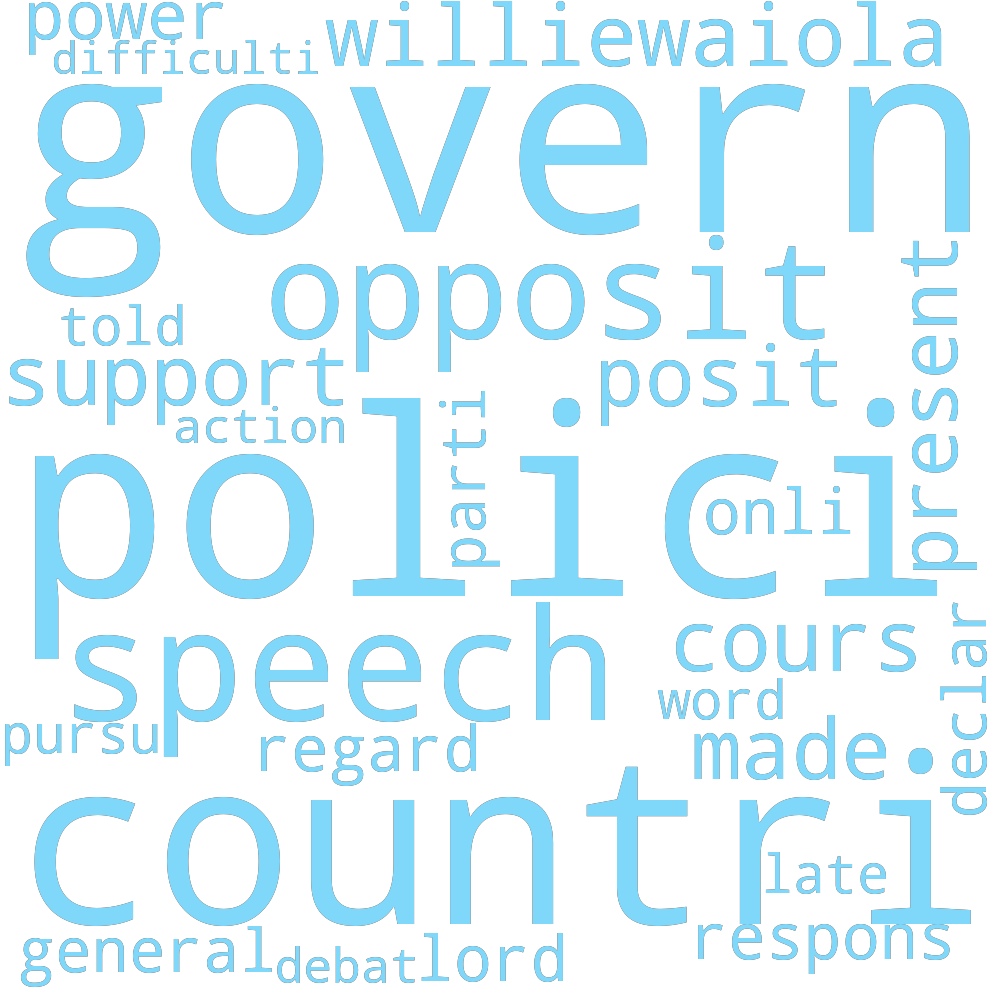 power
williewaiola
difficulti
govern
opposit
present
told
support
posit
action
parti
polici
onli
speech
cours
declar
word
pursu
regard
made
countri
late
respons
general
debat
lord